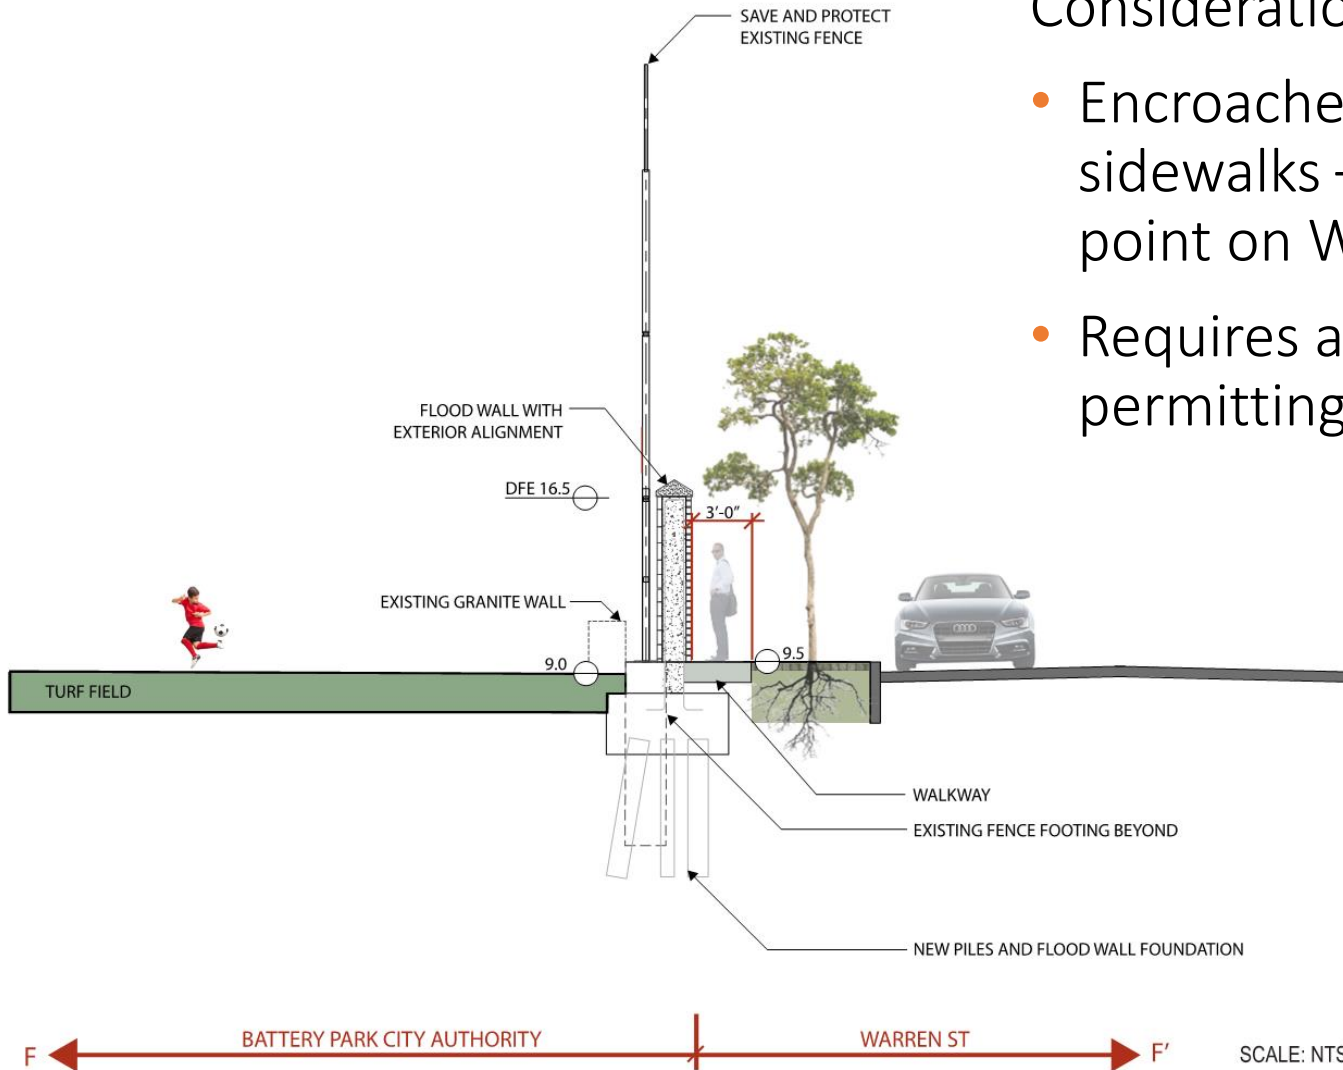 SAVE AND PROTECT
EXISTING FENCE
Consideratio
• Encroache
sidewalks -
point on W
• Requires a
permitting
FLOOD WALL WITH
EXTERIOR ALIGNMENT
DFE 16.5
3'-0"
EXISTING GRANITE WALL
9.0
9.5
TURF FIELD
WALKWAY
EXISTING FENCE FOOTING BEYOND
NEW PILES AND FLOOD WALL FOUNDATION
F
BATTERY PARK CITY AUTHORITY
WARREN ST
F'
SCALE: NTS